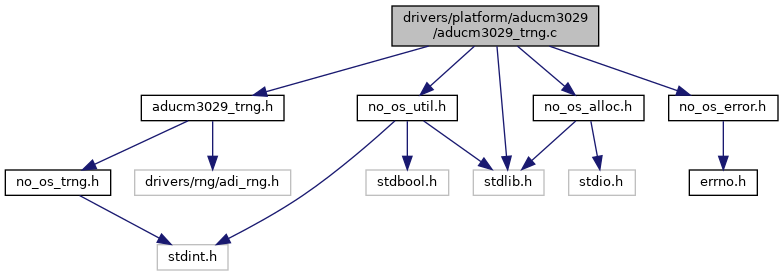 drivers/platform/aducm3029
/aducm3029_trng.c
aducm3029_trng.h
no_os_util.h
no_os_alloc.h
no_os_error.h
no_os_trng.h
drivers/rng/adi_rng.h
stdbool.h
stdlib.h
stdio.h
errno.h
stdint.h